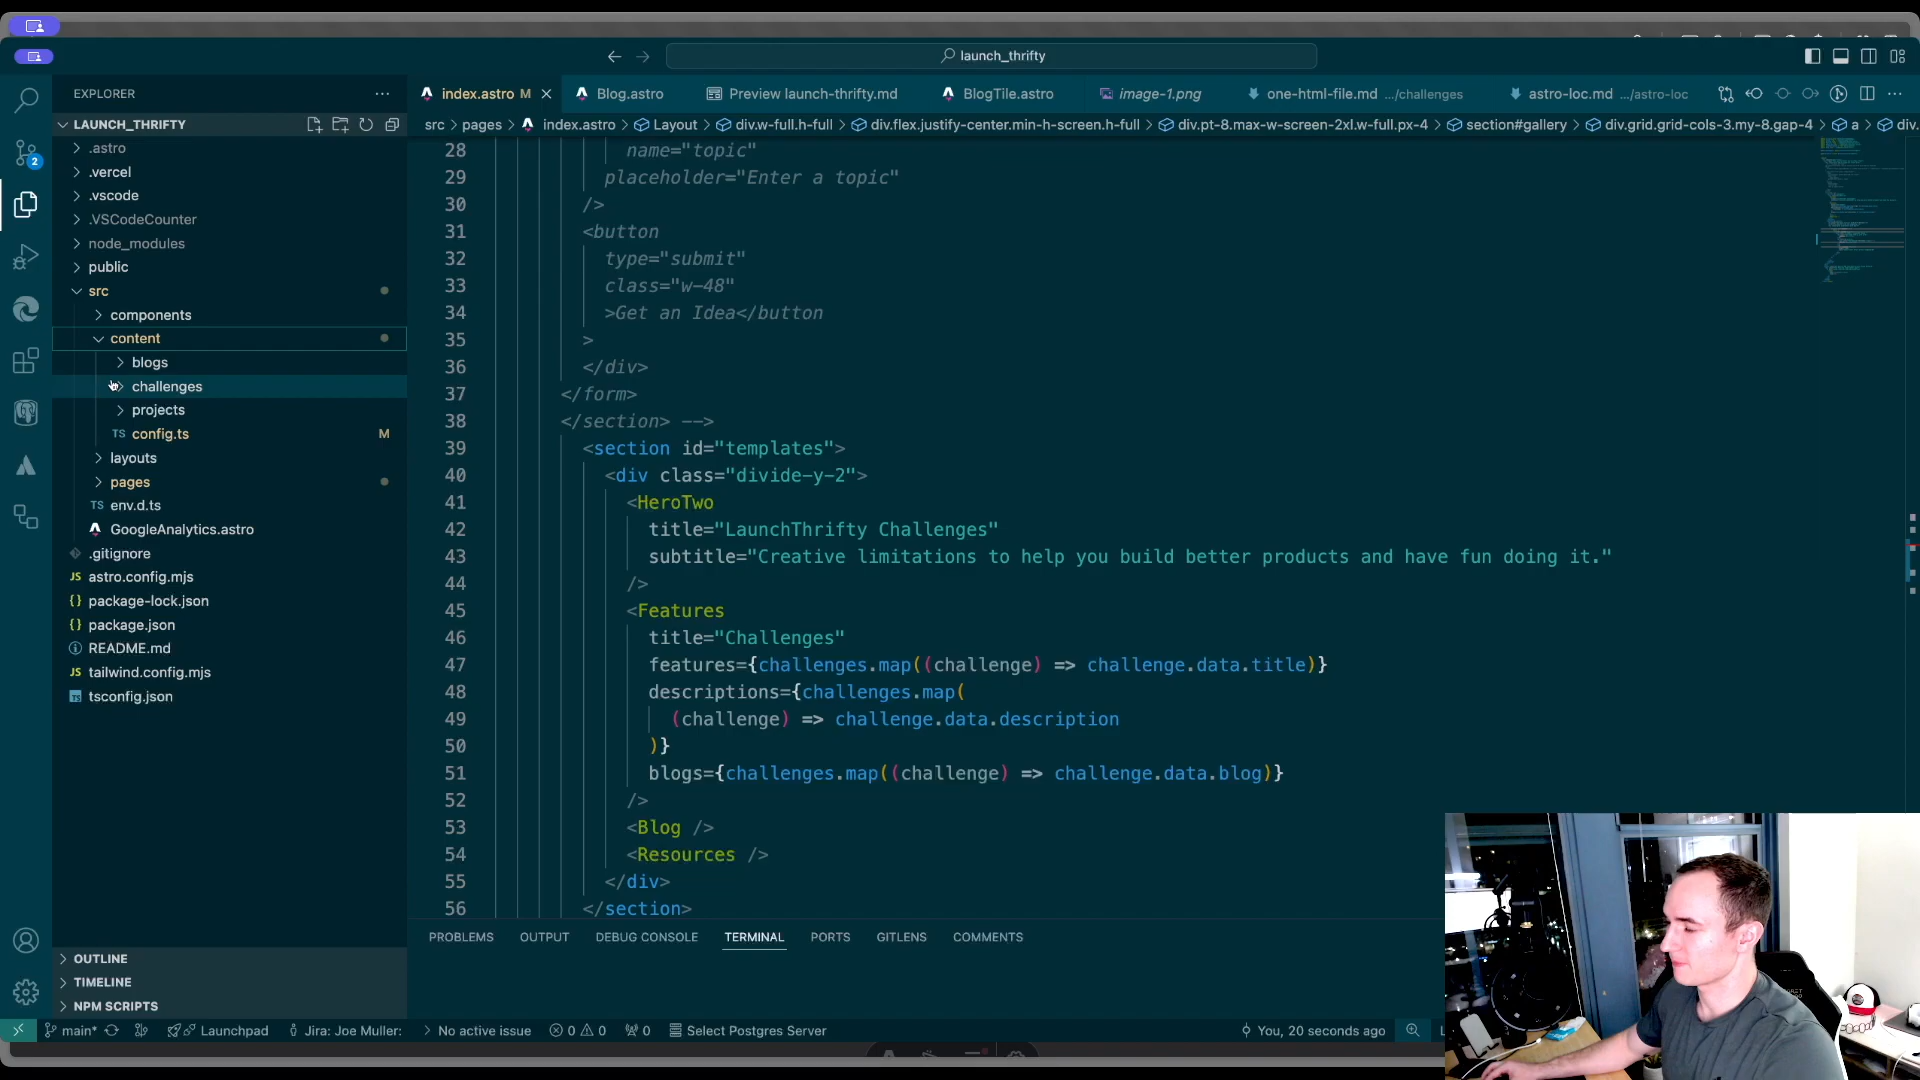 launch_thrifty
EXPLORER
index.astro M
Blog.astro
Preview launch-thrifty.md
BlogTile.astro
image-1.png
one-html-file.md .../challenges
astro-loc.md .../astro-loc
LAUNCH_THRIFTY
src > pages > index.astro > Layout > div.w-full.h-full > div.flex.justify-center.min-h-screen.h-full > div.pt-8.max-w-screen-2xl.w-full.px-4 > section#gallery > div.grid.grid-cols-3.my-8.gap-4 > a > div.
.astro
.vercel
.vscode
.VSCodeCounter
node_modules
public
src
components
content
blogs
challenges
projects
TS config.ts M
layouts
pages
TS env.d.ts
GoogleAnalytics.astro
.gitignore
JS astro.config.mjs
{} package-lock.json
{} package.json
README.md
JS tailwind.config.mjs
TS tsconfig.json
2
28 name="topic"
29 placeholder="Enter a topic"
30 />
31 <button
32 type="submit"
33 class="w-48"
34 >Get an Idea</button
35 >
36 </div>
37 </form>
38 </section> -->
39 <section id="templates">
40 <div class="divide-y-2">
41 <HeroTwo
42 title="LaunchThrifty Challenges"
43 subtitle="Creative limitations to help you build better products and have fun doing it."
44 />
45 <Features
46 title="Challenges"
47 features={challenges.map((challenge) => challenge.data.title)}
48 descriptions={challenges.map(
49 (challenge) => challenge.data.description
50 )}
51 blogs={challenges.map((challenge) => challenge.data.blog)}
52 />
53 <Blog />
54 <Resources />
55 </div>
56 </section>
PROBLEMS OUTPUT DEBUG CONSOLE TERMINAL PORTS GITLENS COMMENTS
OUTLINE
TIMELINE
NPM SCRIPTS
main* Launchpad Jira: Joe Muller: No active issue 0 0 0 Select Postgres Server You, 20 seconds ago